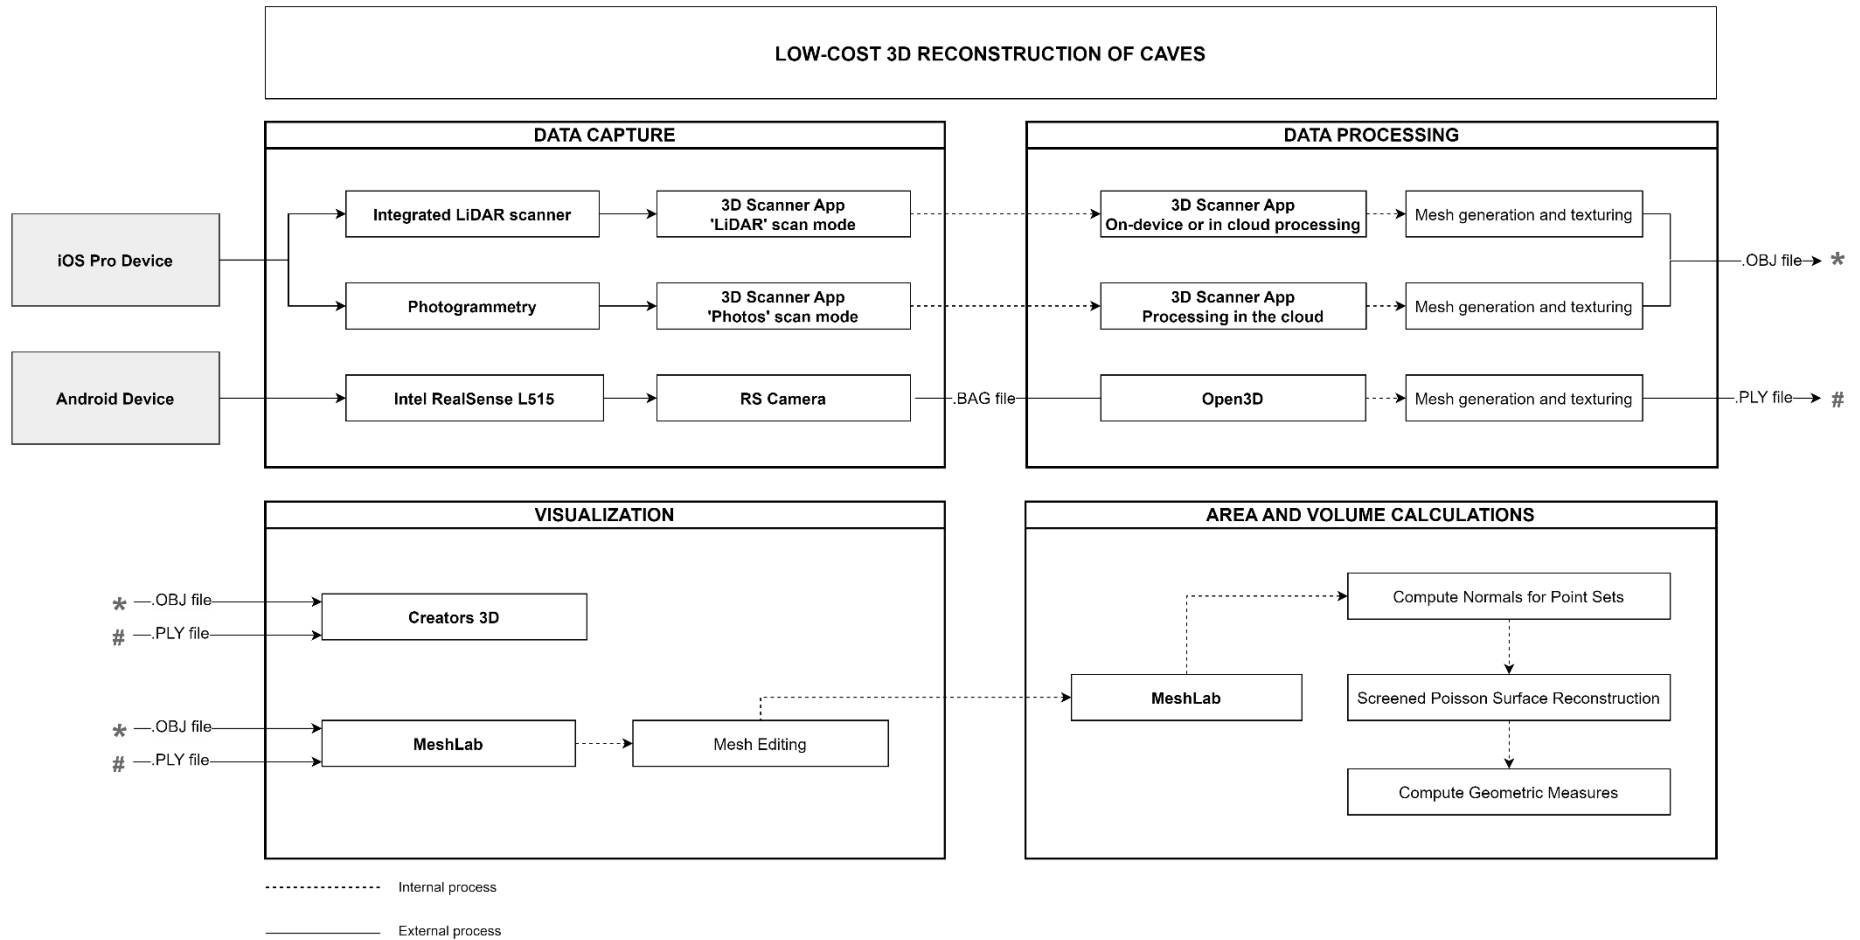 LOW-COST 3D RECONSTRUCTION OF CAVES
DATA CAPTURE
DATA PROCESSING
iOS Pro Device
Integrated LiDAR scanner
3D Scanner App
'LiDAR' scan mode
3D Scanner App
On-device or in cloud processing
Mesh generation and texturing
.OBJ file
*
Photogrammetry
3D Scanner App
'Photos' scan mode
3D Scanner App
Processing in the cloud
Mesh generation and texturing
Android Device
Intel RealSense L515
RS Camera
.BAG file
Open3D
Mesh generation and texturing
.PLY file
#
VISUALIZATION
* .OBJ file
# .PLY file
Creators 3D
* .OBJ file
# .PLY file
MeshLab
Mesh Editing
AREA AND VOLUME CALCULATIONS
MeshLab
Compute Normals for Point Sets
Screened Poisson Surface Reconstruction
Compute Geometric Measures
Internal process
External process